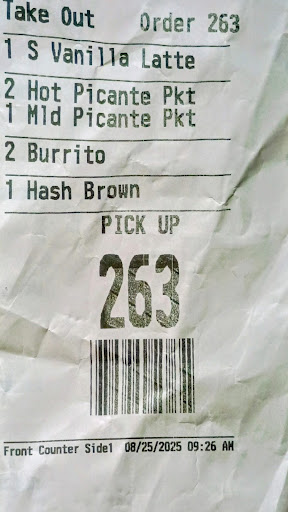 Take Out Order 263
1 S Vanilla Latte
2 Hot Picante Pkt
1 Mld Picante Pkt
2 Burrito
1 Hash Brown
PICK UP
263
Front Counter Side1 08/25/2025 09:26 AM